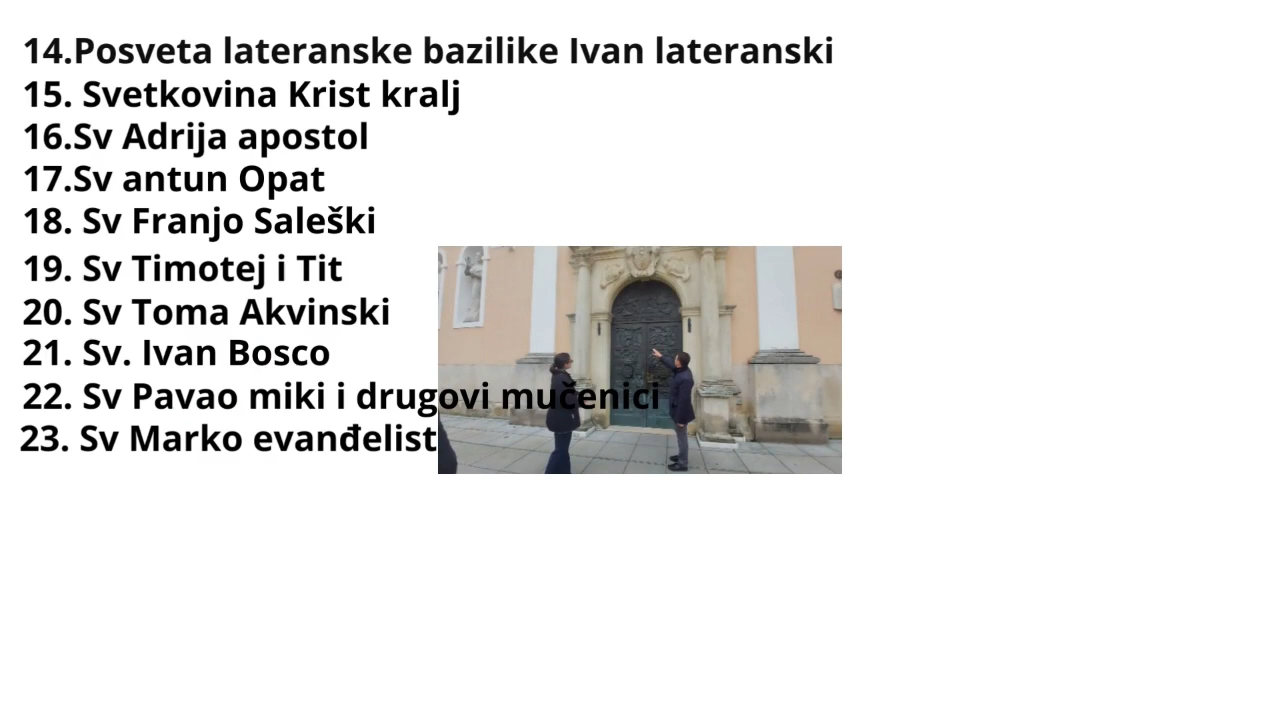 14.Posveta lateranske bazilike Ivan lateranski
15. Svetkovina Krist kralj
16.Sv Adrija apostol
17.Sv antun Opat
18. Sv Franjo Saleški
19. Sv Timotej i Tit
20. Sv Toma Akvinski
21. Sv. Ivan Bosco
22. Sv Pavao miki i drugovi mučenici
23. Sv Marko evanđelist